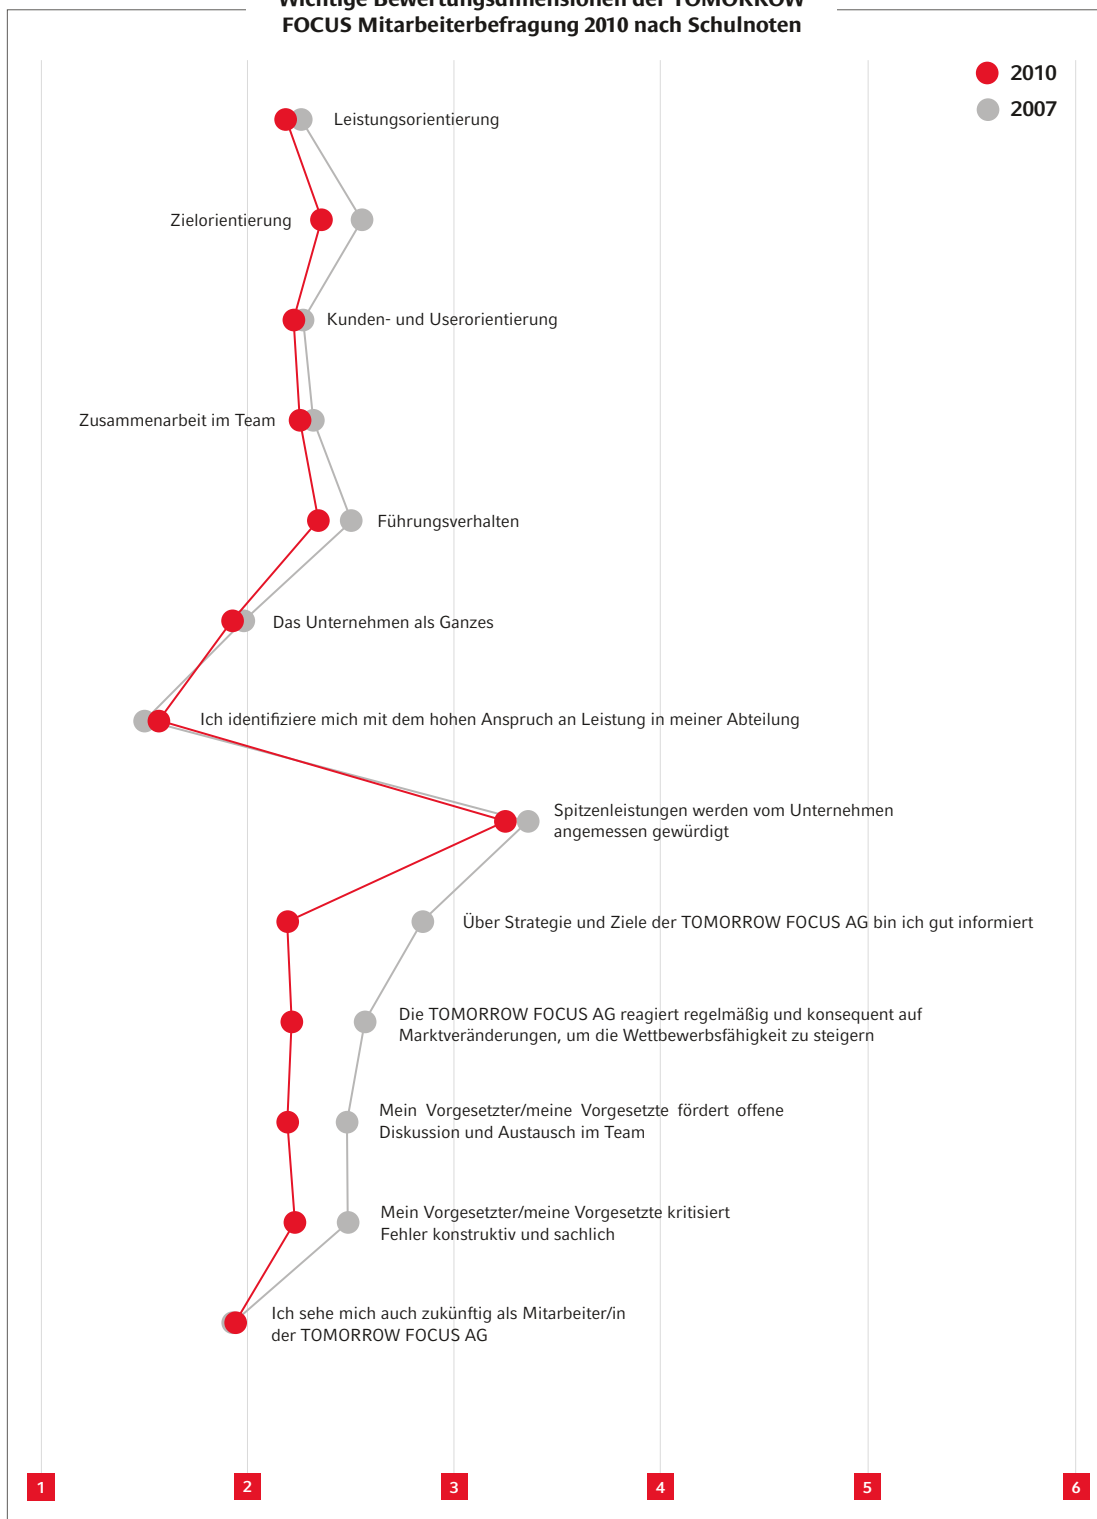 Wichtige Bewertungsdimensionen der TOMORROW
FOCUS Mitarbeiterbefragung 2010 nach Schulnoten
2010
2007
Leistungsorientierung
Zielorientierung
Kunden- und Userorientierung
Zusammenarbeit im Team
Führungsverhalten
Das Unternehmen als Ganzes
Ich identifiziere mich mit dem hohen Anspruch an Leistung in meiner Abteilung
Spitzenleistungen werden vom Unternehmen
angemessen gewürdigt
Über Strategie und Ziele der TOMORROW FOCUS AG bin ich gut informiert
Die TOMORROW FOCUS AG reagiert regelmäßig und konsequent auf
Marktveränderungen, um die Wettbewerbsfähigkeit zu steigern
Mein Vorgesetzter/meine Vorgesetzte fördert offene
Diskussion und Austausch im Team
Mein Vorgesetzter/meine Vorgesetzte kritisiert
Fehler konstruktiv und sachlich
Ich sehe mich auch zukünftig als Mitarbeiter/in
der TOMORROW FOCUS AG
1 2 3 4 5 6